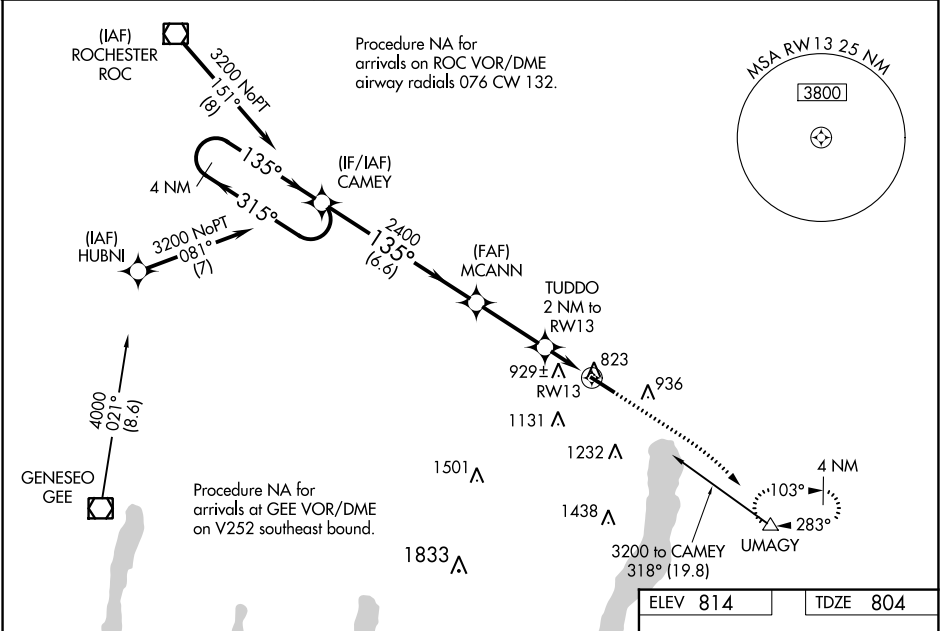 (IAF)
ROCHESTER
ROC
3200 NoPT
151°
(8)
Procedure NA for
arrivals on ROC VOR/DME
airway radials 076 CW 132.
MSA RW13 25 NM
3800
135°
4 NM
315°
(IF/IAF)
CAMEY
(IAF)
HUBNI
3200 NoPT
081°
(7)
2400
135°
(6.6)
(FAF)
MCANN
TUDDO
2 NM to
RW13
929±
823
RW13
936
1131
1232
1501
1438
1833
4000
021°
(8.6)
GENESEO
GEE
Procedure NA for
arrivals at GEE VOR/DME
on V252 southeast bound.
4 NM
103°
283°
UMAGY
3200 to CAMEY
318° (19.8)
ELEV 814
TDZE 804